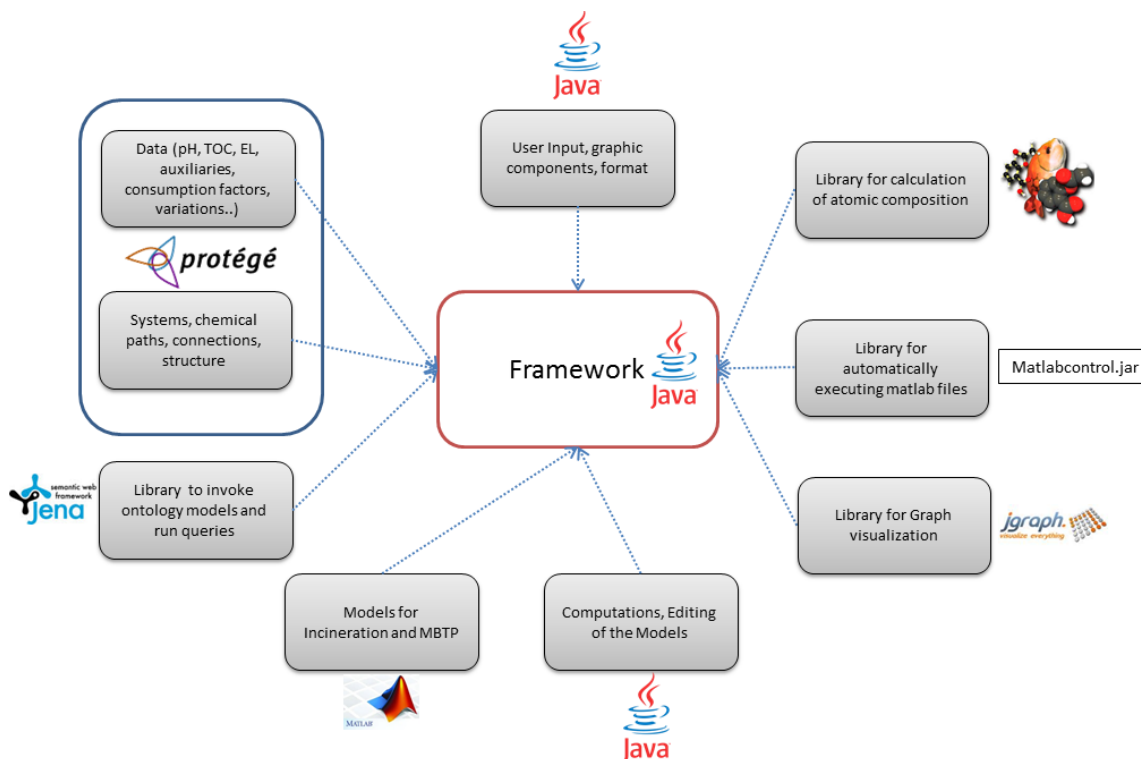 Java
User Input, graphic
components, format
Data (pH, TOC, EL,
auxiliaries,
consumption factors,
variations..)
protégé
Systems, chemical
paths, connections,
structure
semantic web
framework
Jena
Library  to invoke
ontology models and
run queries
Framework
Java
Library for calculation
of atomic composition
Library for
automatically
executing matlab files
Matlabcontrol.jar
Library for Graph
visualization
jgraph.
visualize everything
Models for
Incineration and MBTP
MATLAB
Computations, Editing
of the Models
Java